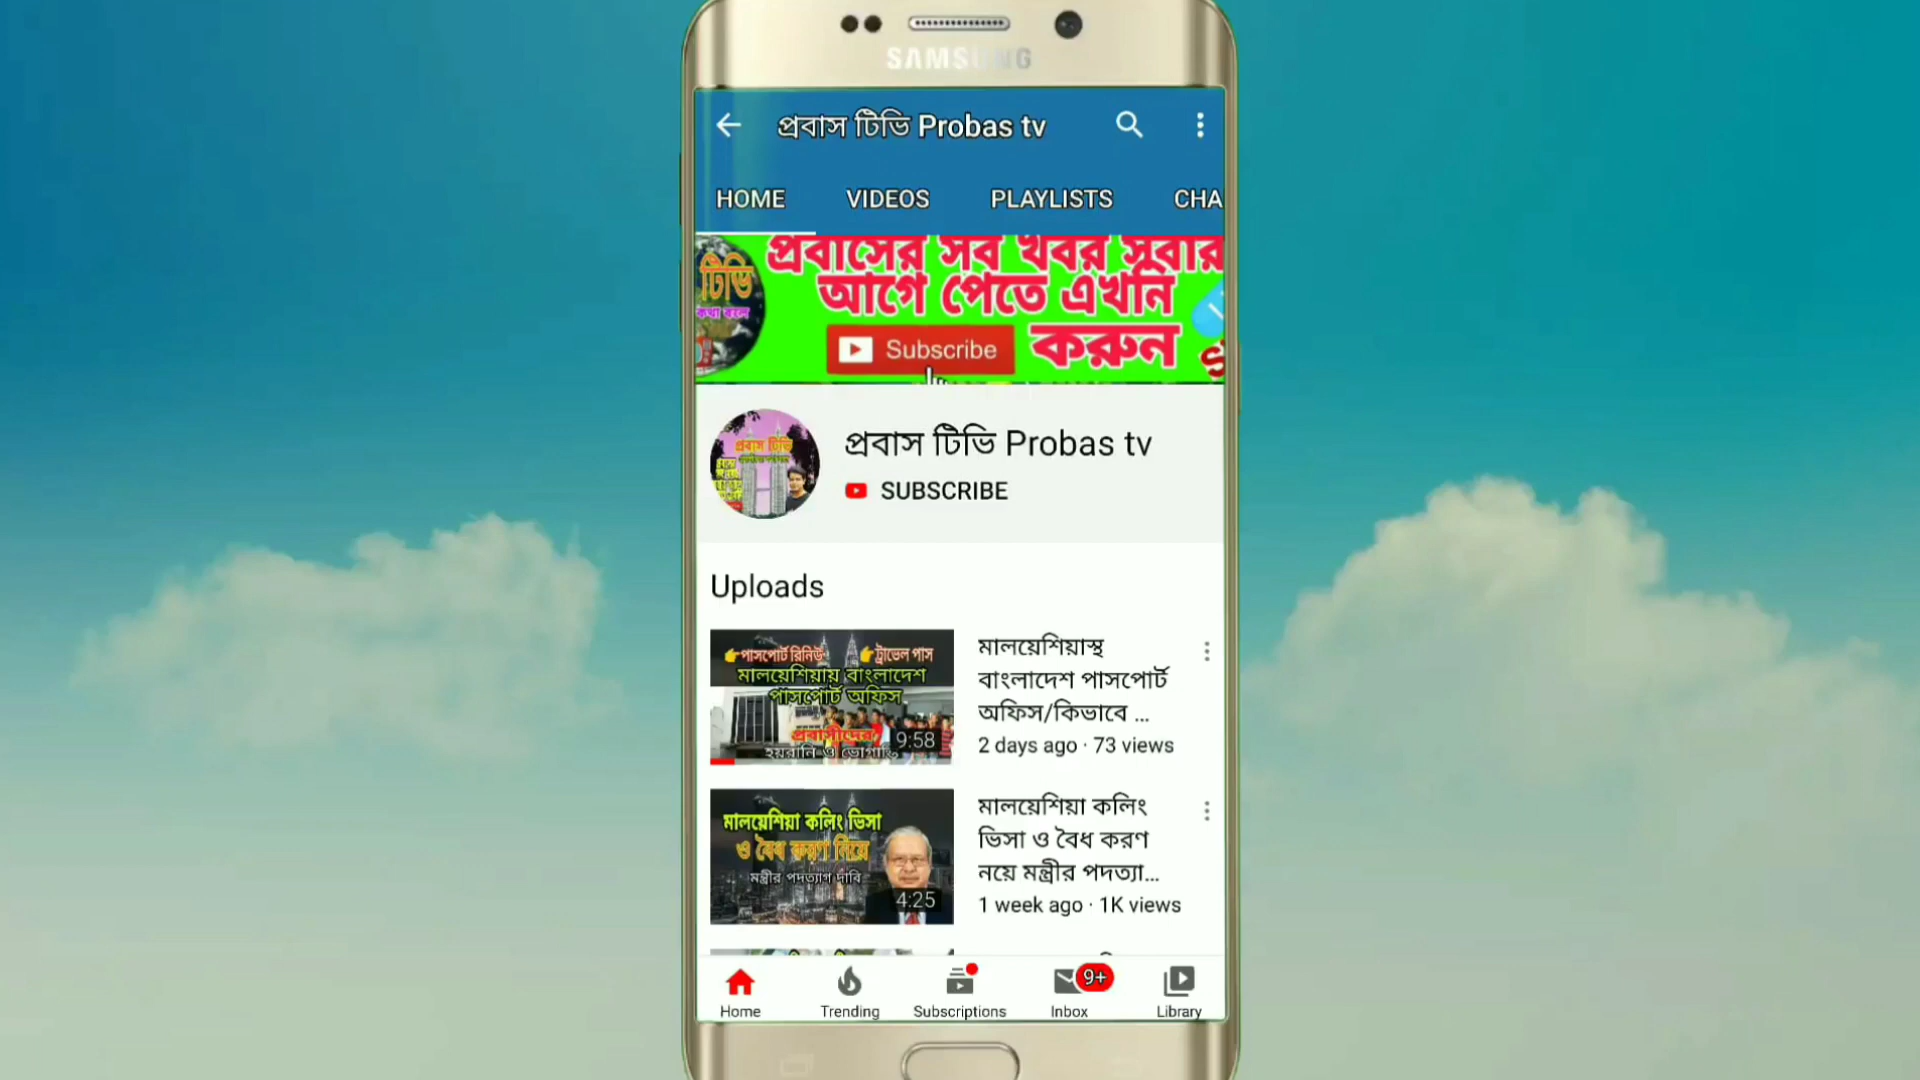 SAMSUNG
প্রবাস টিভি Probas tv
HOME VIDEOS PLAYLISTS CHA
প্রবাসের সব খবর সবার
টিভি
আগে পেতে এখনি
Subscribe করুন
প্রবাস টিভি
প্রবাস টিভি Probas tv
SUBSCRIBE
Uploads
👉পাসপোর্ট রিনিউ 👉ট্রাভেল পাস
মালয়েশিয়ায় বাংলাদেশ
পাসপোর্ট অফিস
প্রবাসীদের
হয়রানি ও ভোগান্তি
9:58
মালয়েশিয়াস্থ
বাংলাদেশ পাসপোর্ট
অফিস/কিভাবে ...
2 days ago · 73 views
মালয়েশিয়া কলিং ভিসা
ও বৈধ করণ নিয়ে
মন্ত্রীর পদত্যাগ দাবি
4:25
মালয়েশিয়া কলিং
ভিসা ও বৈধ করণ
নয়ে মন্ত্রীর পদত্যা...
1 week ago · 1K views
9+
Home Trending Subscriptions Inbox Library